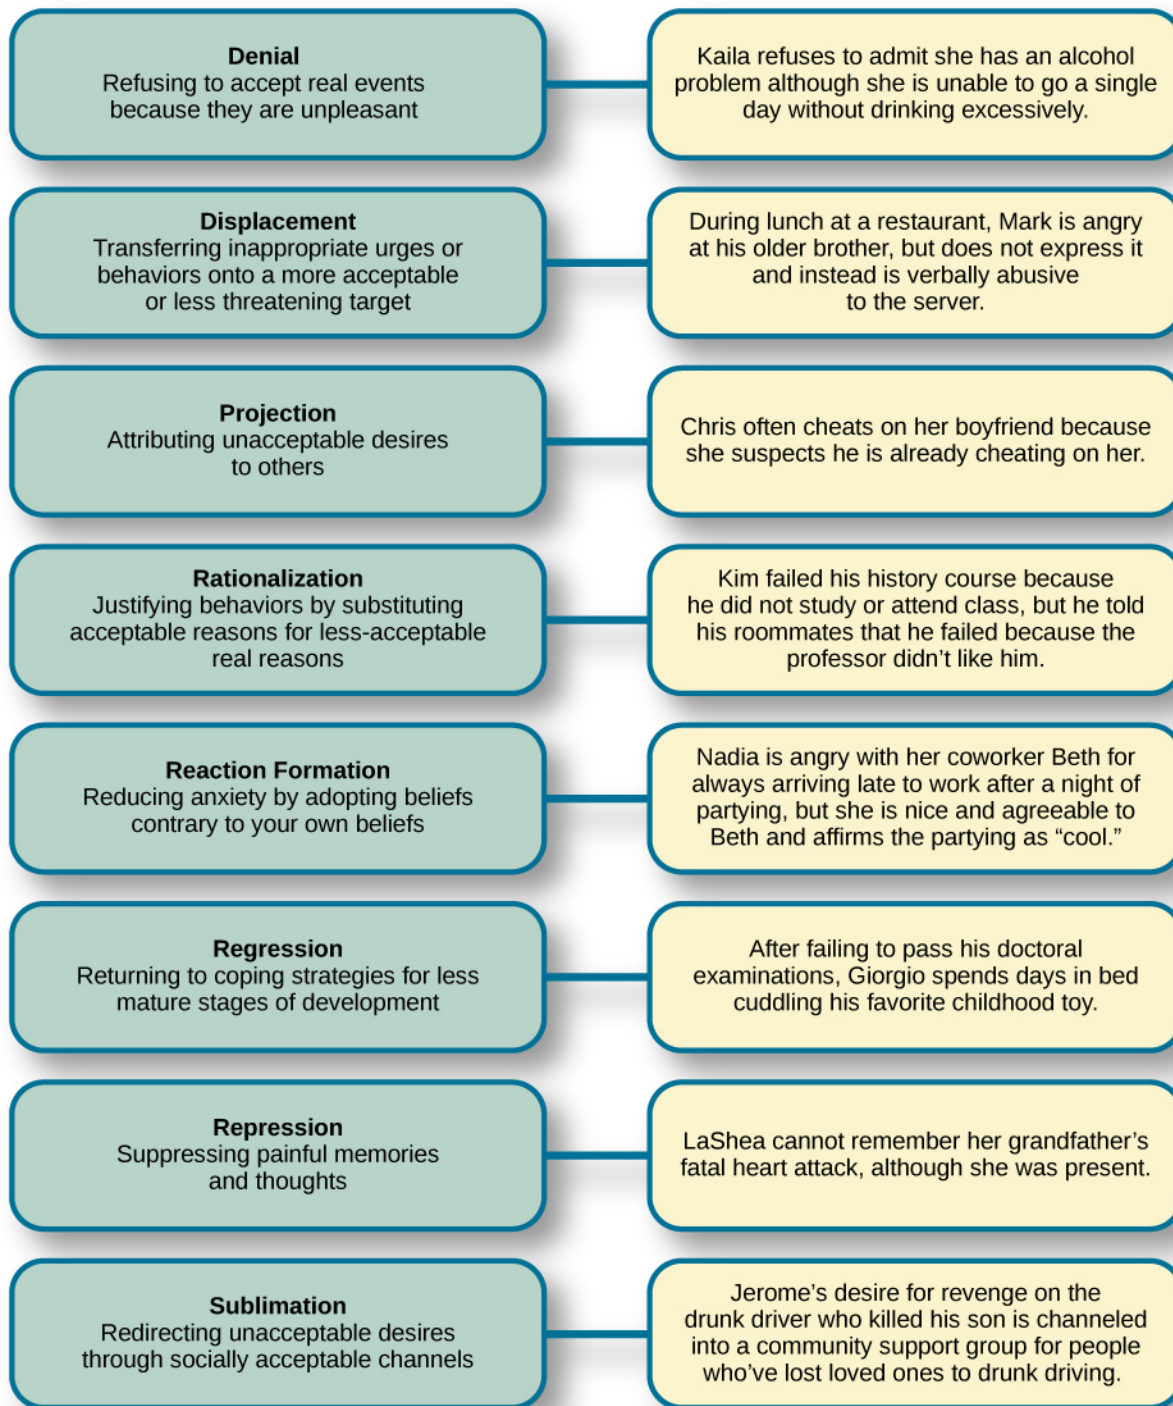 Denial
Refusing to accept real events
because they are unpleasant
Kaila refuses to admit she has an alcohol
problem although she is unable to go a single
day without drinking excessively.
Displacement
Transferring inappropriate urges or
behaviors onto a more acceptable
or less threatening target
During lunch at a restaurant, Mark is angry
at his older brother, but does not express it
and instead is verbally abusive
to the server.
Projection
Attributing unacceptable desires
to others
Chris often cheats on her boyfriend because
she suspects he is already cheating on her.
Rationalization
Justifying behaviors by substituting
acceptable reasons for less-acceptable
real reasons
Kim failed his history course because
he did not study or attend class, but he told
his roommates that he failed because the
professor didn’t like him.
Reaction Formation
Reducing anxiety by adopting beliefs
contrary to your own beliefs
Nadia is angry with her coworker Beth for
always arriving late to work after a night of
partying, but she is nice and agreeable to
Beth and affirms the partying as “cool.”
Regression
Returning to coping strategies for less
mature stages of development
After failing to pass his doctoral
examinations, Giorgio spends days in bed
cuddling his favorite childhood toy.
Repression
Suppressing painful memories
and thoughts
LaShea cannot remember her grandfather’s
fatal heart attack, although she was present.
Sublimation
Redirecting unacceptable desires
through socially acceptable channels
Jerome’s desire for revenge on the
drunk driver who killed his son is channeled
into a community support group for people
who’ve lost loved ones to drunk driving.